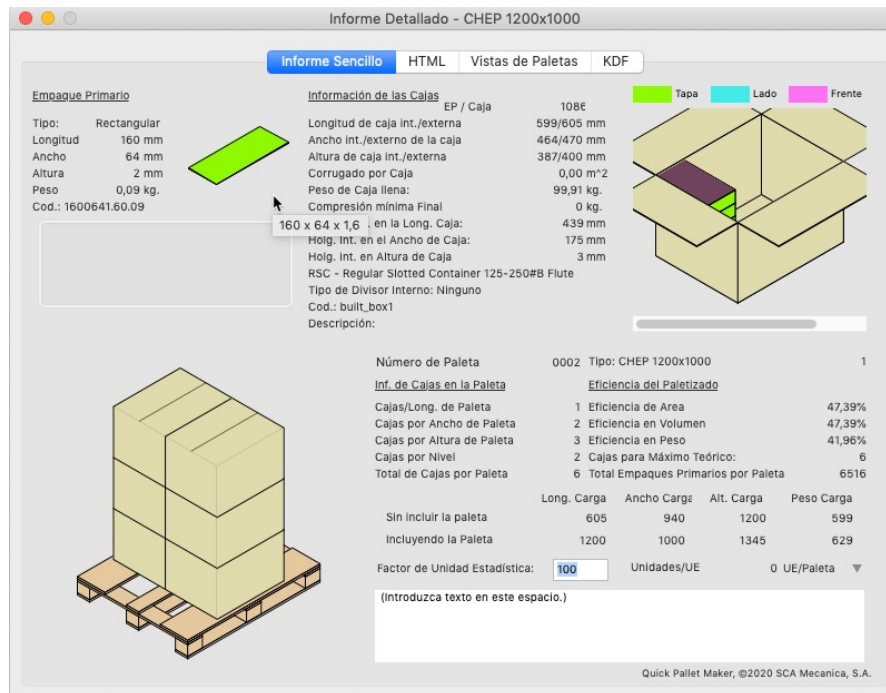 Informe Detallado - CHEP 1200x1000
Informe Sencillo HTML Vistas de Paletas KDF
Empaque Primario
Tipo: Rectangular
Longitud 160 mm
Ancho 64 mm
Altura 2 mm
Peso 0,09 kg.
Cod.: 1600641.60.09
Información de las Cajas
EP / Caja 1086
Longitud de caja int./externa 599/605 mm
Ancho int./externo de la caja 464/470 mm
Altura de caja int./externa 387/400 mm
Corrugado por Caja 0,00 m^2
Peso de Caja llena: 99,91 kg.
Compresión mínima Final 0 kg.
160 x 64 x 1,6
. en la Long. Caja: 439 mm
Holg. Int. en el Ancho de Caja: 175 mm
Holg. Int. en Altura de Caja 3 mm
RSC - Regular Slotted Container 125-250#B Flute
Tipo de Divisor Interno: Ninguno
Cod.: built_box1
Descripción:
Tapa Lado Frente
Número de Paleta 0002 Tipo: CHEP 1200x1000 1
Inf. de Cajas en la Paleta Eficiencia del Paletizado
Cajas/Long. de Paleta 1 Eficiencia de Area 47,39%
Cajas por Ancho de Paleta 2 Eficiencia en Volumen 47,39%
Cajas por Altura de Paleta 3 Eficiencia en Peso 41,96%
Cajas por Nivel 2 Cajas para Máximo Teórico: 6
Total de Cajas por Paleta 6 Total Empaques Primarios por Paleta 6516
Long. Carga Ancho Carga Alt. Carga Peso Carga
Sin incluir la paleta 605 940 1200 599
Incluyendo la Paleta 1200 1000 1345 629
Factor de Unidad Estadística: 100 Unidades/UE 0 UE/Paleta
(Introduzca texto en este espacio.)
Quick Pallet Maker, ©2020 SCA Mecanica, S.A.